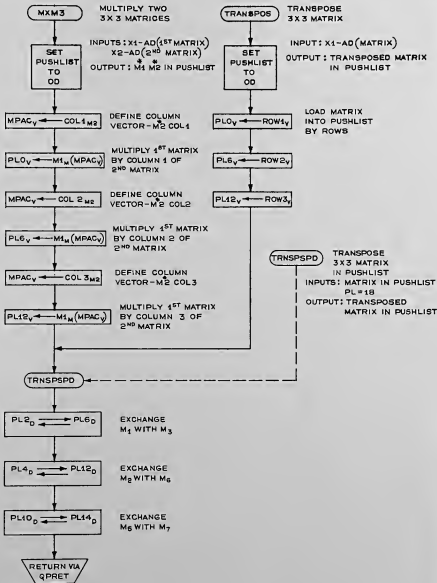 MXM3
MULTIPLY TWO
3X3 MATRICES
SET
PUSHLIST
TO
OD
INPUTS: X1-AD(1ST MATRIX)
X2-AD(2ND MATRIX)
OUTPUT: M1* M2* IN PUSHLIST
MPACV ← COL1M2
DEFINE COLUMN
VECTOR-M2* COL1
PL0V ← M1M(MPACV)
MULTIPLY 1ST MATRIX
BY COLUMN 1 OF
2ND MATRIX
MPACV ← COL 2M2
DEFINE COLUMN
VECTOR-M2* COL2
PL6V ← M1M(MPACV)
MULTIPLY 1ST MATRIX
BY COLUMN 2 OF
2ND MATRIX
MPACV ← COL 3M2
DEFINE COLUMN
VECTOR-M2* COL3
PL12V ← M1M(MPACV)
MULTIPLY 1ST MATRIX
BY COLUMN 3 OF
2ND MATRIX
TRANSPOS
TRANSPOSE
3X3 MATRIX
SET
PUSHLIST
TO
OD
INPUT: X1-AD(MATRIX)
OUTPUT: TRANSPOSED MATRIX
IN PUSHLIST
PL0V ← ROW1V
LOAD MATRIX
INTO PUSHLIST
BY ROWS
PL6V ← ROW2V
PL12V ← ROW3V
TRNSPSPD
TRANSPOSE
3X3 MATRIX
IN PUSHLIST
INPUTS: MATRIX IN PUSHLIST
PL=18
OUTPUT: TRANSPOSED
MATRIX IN PUSHLIST
TRNSPSPD
PL2D ⇄ PL6D
EXCHANGE
M1 WITH M3
PL4D ⇄ PL12D
EXCHANGE
M2 WITH M6
PL10D ⇄ PL14D
EXCHANGE
M5 WITH M7
RETURN VIA
QPRET